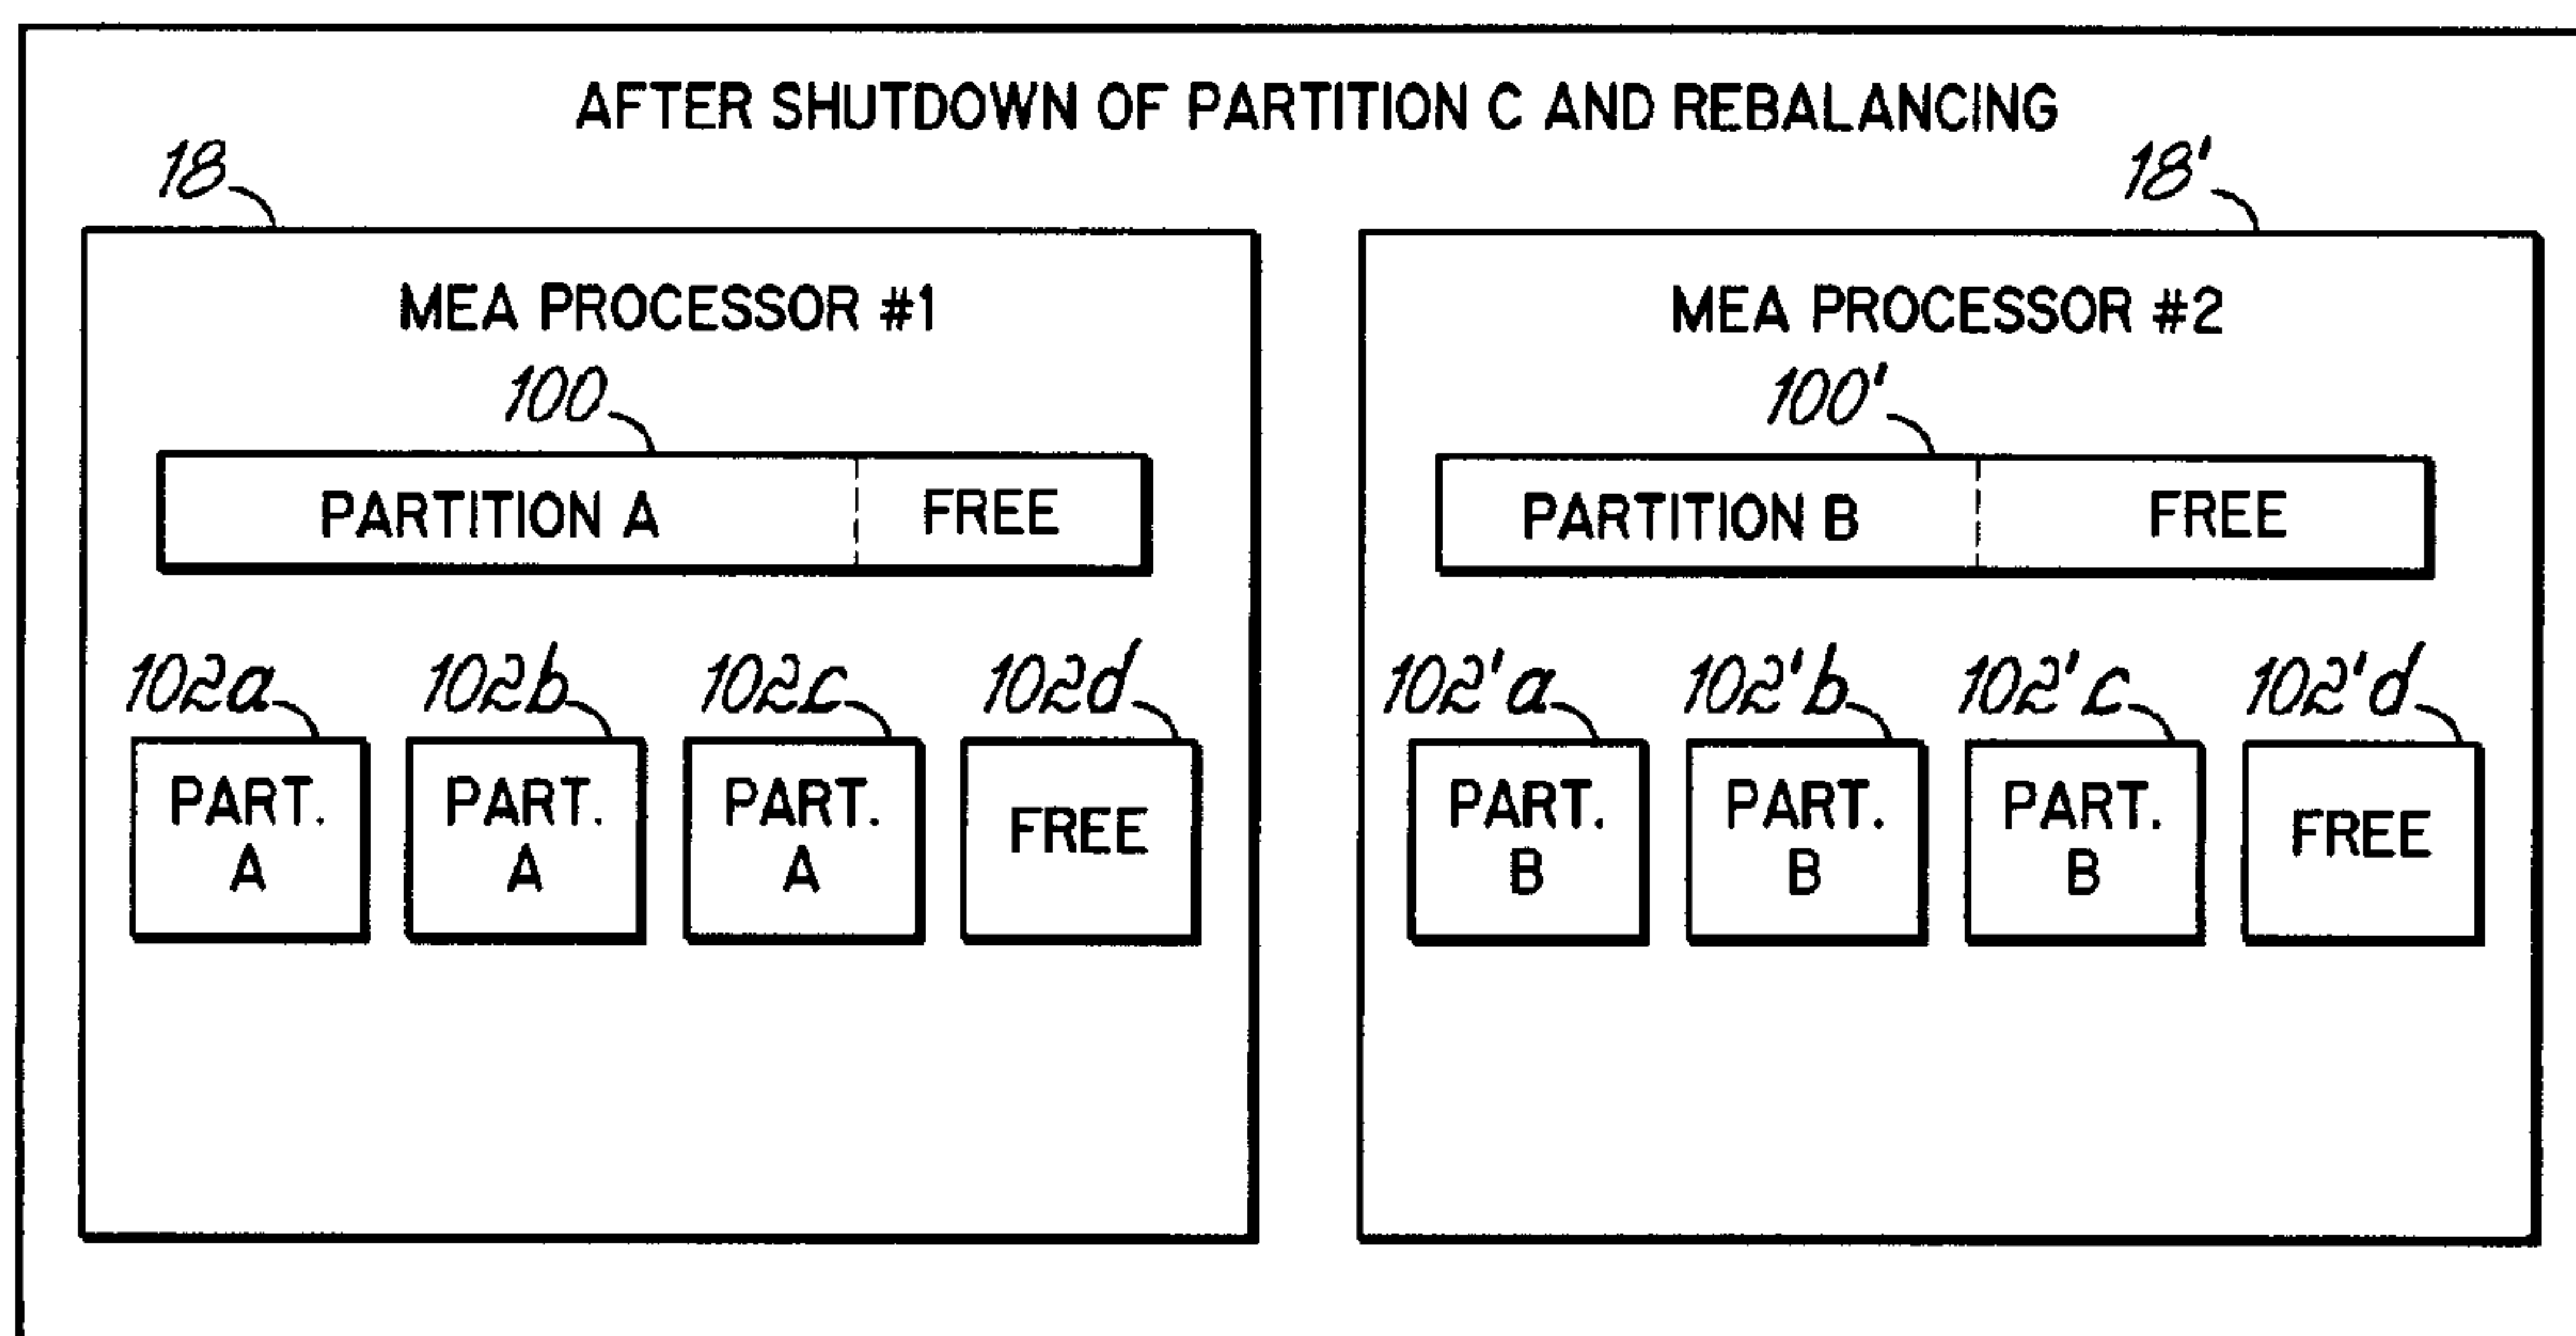 AFTER SHUTDOWN OF PARTITION C AND REBALANCING
18 18'
MEA PROCESSOR #1
100
PARTITION A FREE
102a 102b 102c 102d
PART. A PART. A PART. A FREE
MEA PROCESSOR #2
100'
PARTITION B FREE
102'a 102'b 102'c 102'd
PART. B PART. B PART. B FREE